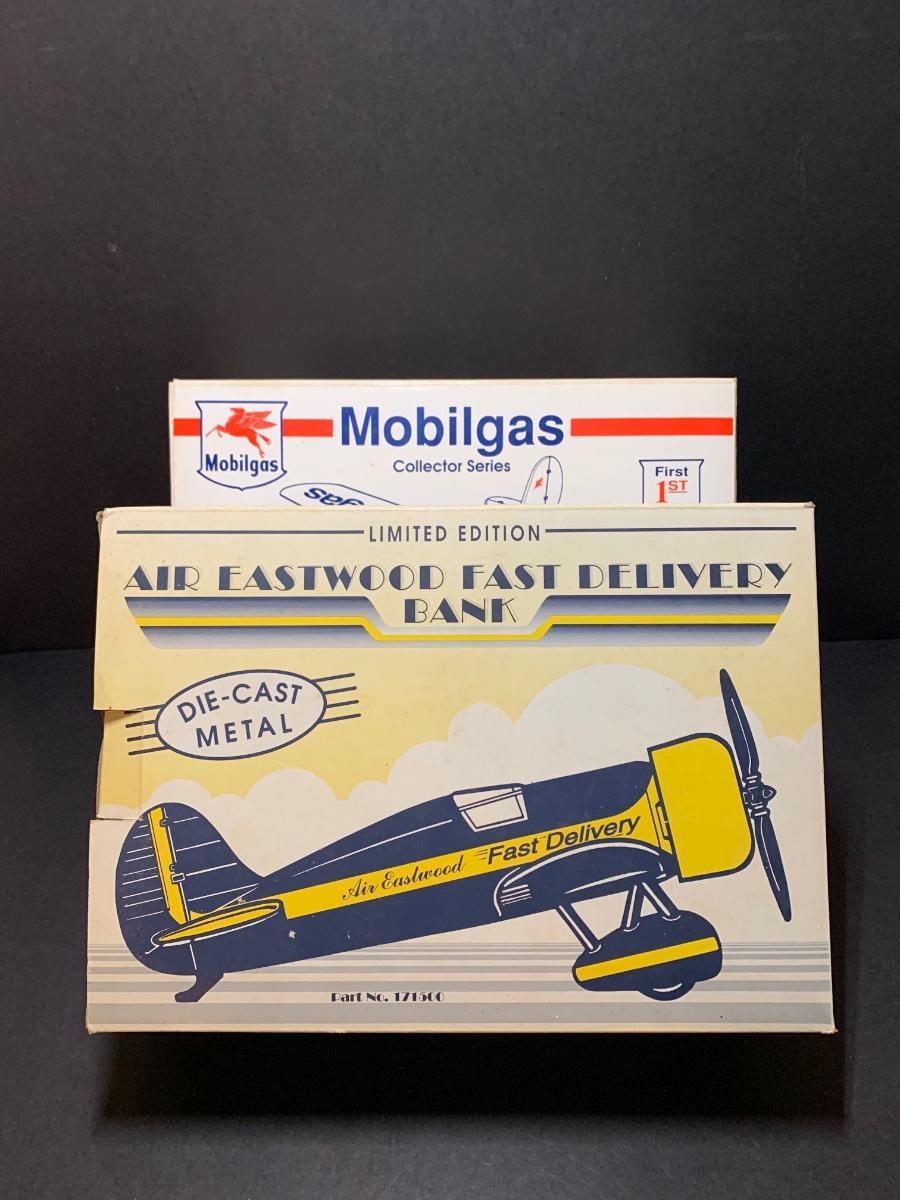 Mobilgas
Mobilgas
Collector Series
First
1ST
gas
LIMITED EDITION
AIR EASTWOOD FAST DELIVERY
BANK
DIE-CAST
METAL
Air Eastwood Fast Delivery
Part No. 171500